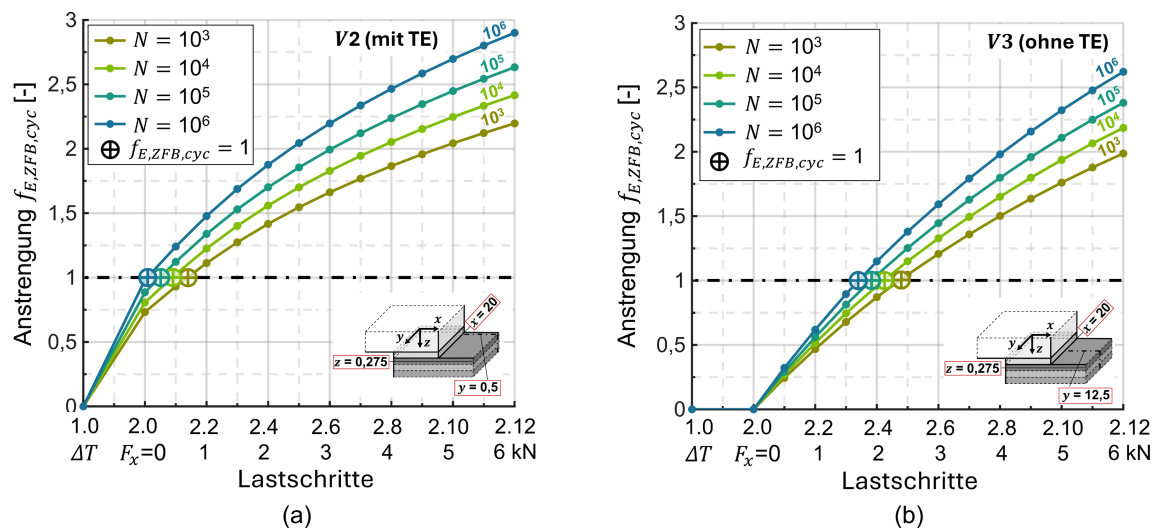 V2 (mit TE)
N = 10³
N = 10⁴
N = 10⁵
N = 10⁶
f_E,ZFB,cyc = 1
Anstrengung f_E,ZFB,cyc [-]
3
2.5
2
1.5
1
0.5
0
10⁶
10⁵
10⁴
10³
x = 20
y x
z
z = 0,275
y = 0,5
1.0 2.0 2.2 2.4 2.6 2.8 2.10 2.12
ΔT F_x=0 1 2 3 4 5 6 kN
Lastschritte
(a)
V3 (ohne TE)
N = 10³
N = 10⁴
N = 10⁵
N = 10⁶
f_E,ZFB,cyc = 1
Anstrengung f_E,ZFB,cyc [-]
3
2.5
2
1.5
1
0,5
0
10⁶
10⁵
10⁴
10³
x = 20
y x
z
z = 0,275
y = 12,5
1.0 2.0 2.2 2.4 2.6 2.8 2.10 2.12
ΔT F_x=0 1 2 3 4 5 6 kN
Lastschritte
(b)